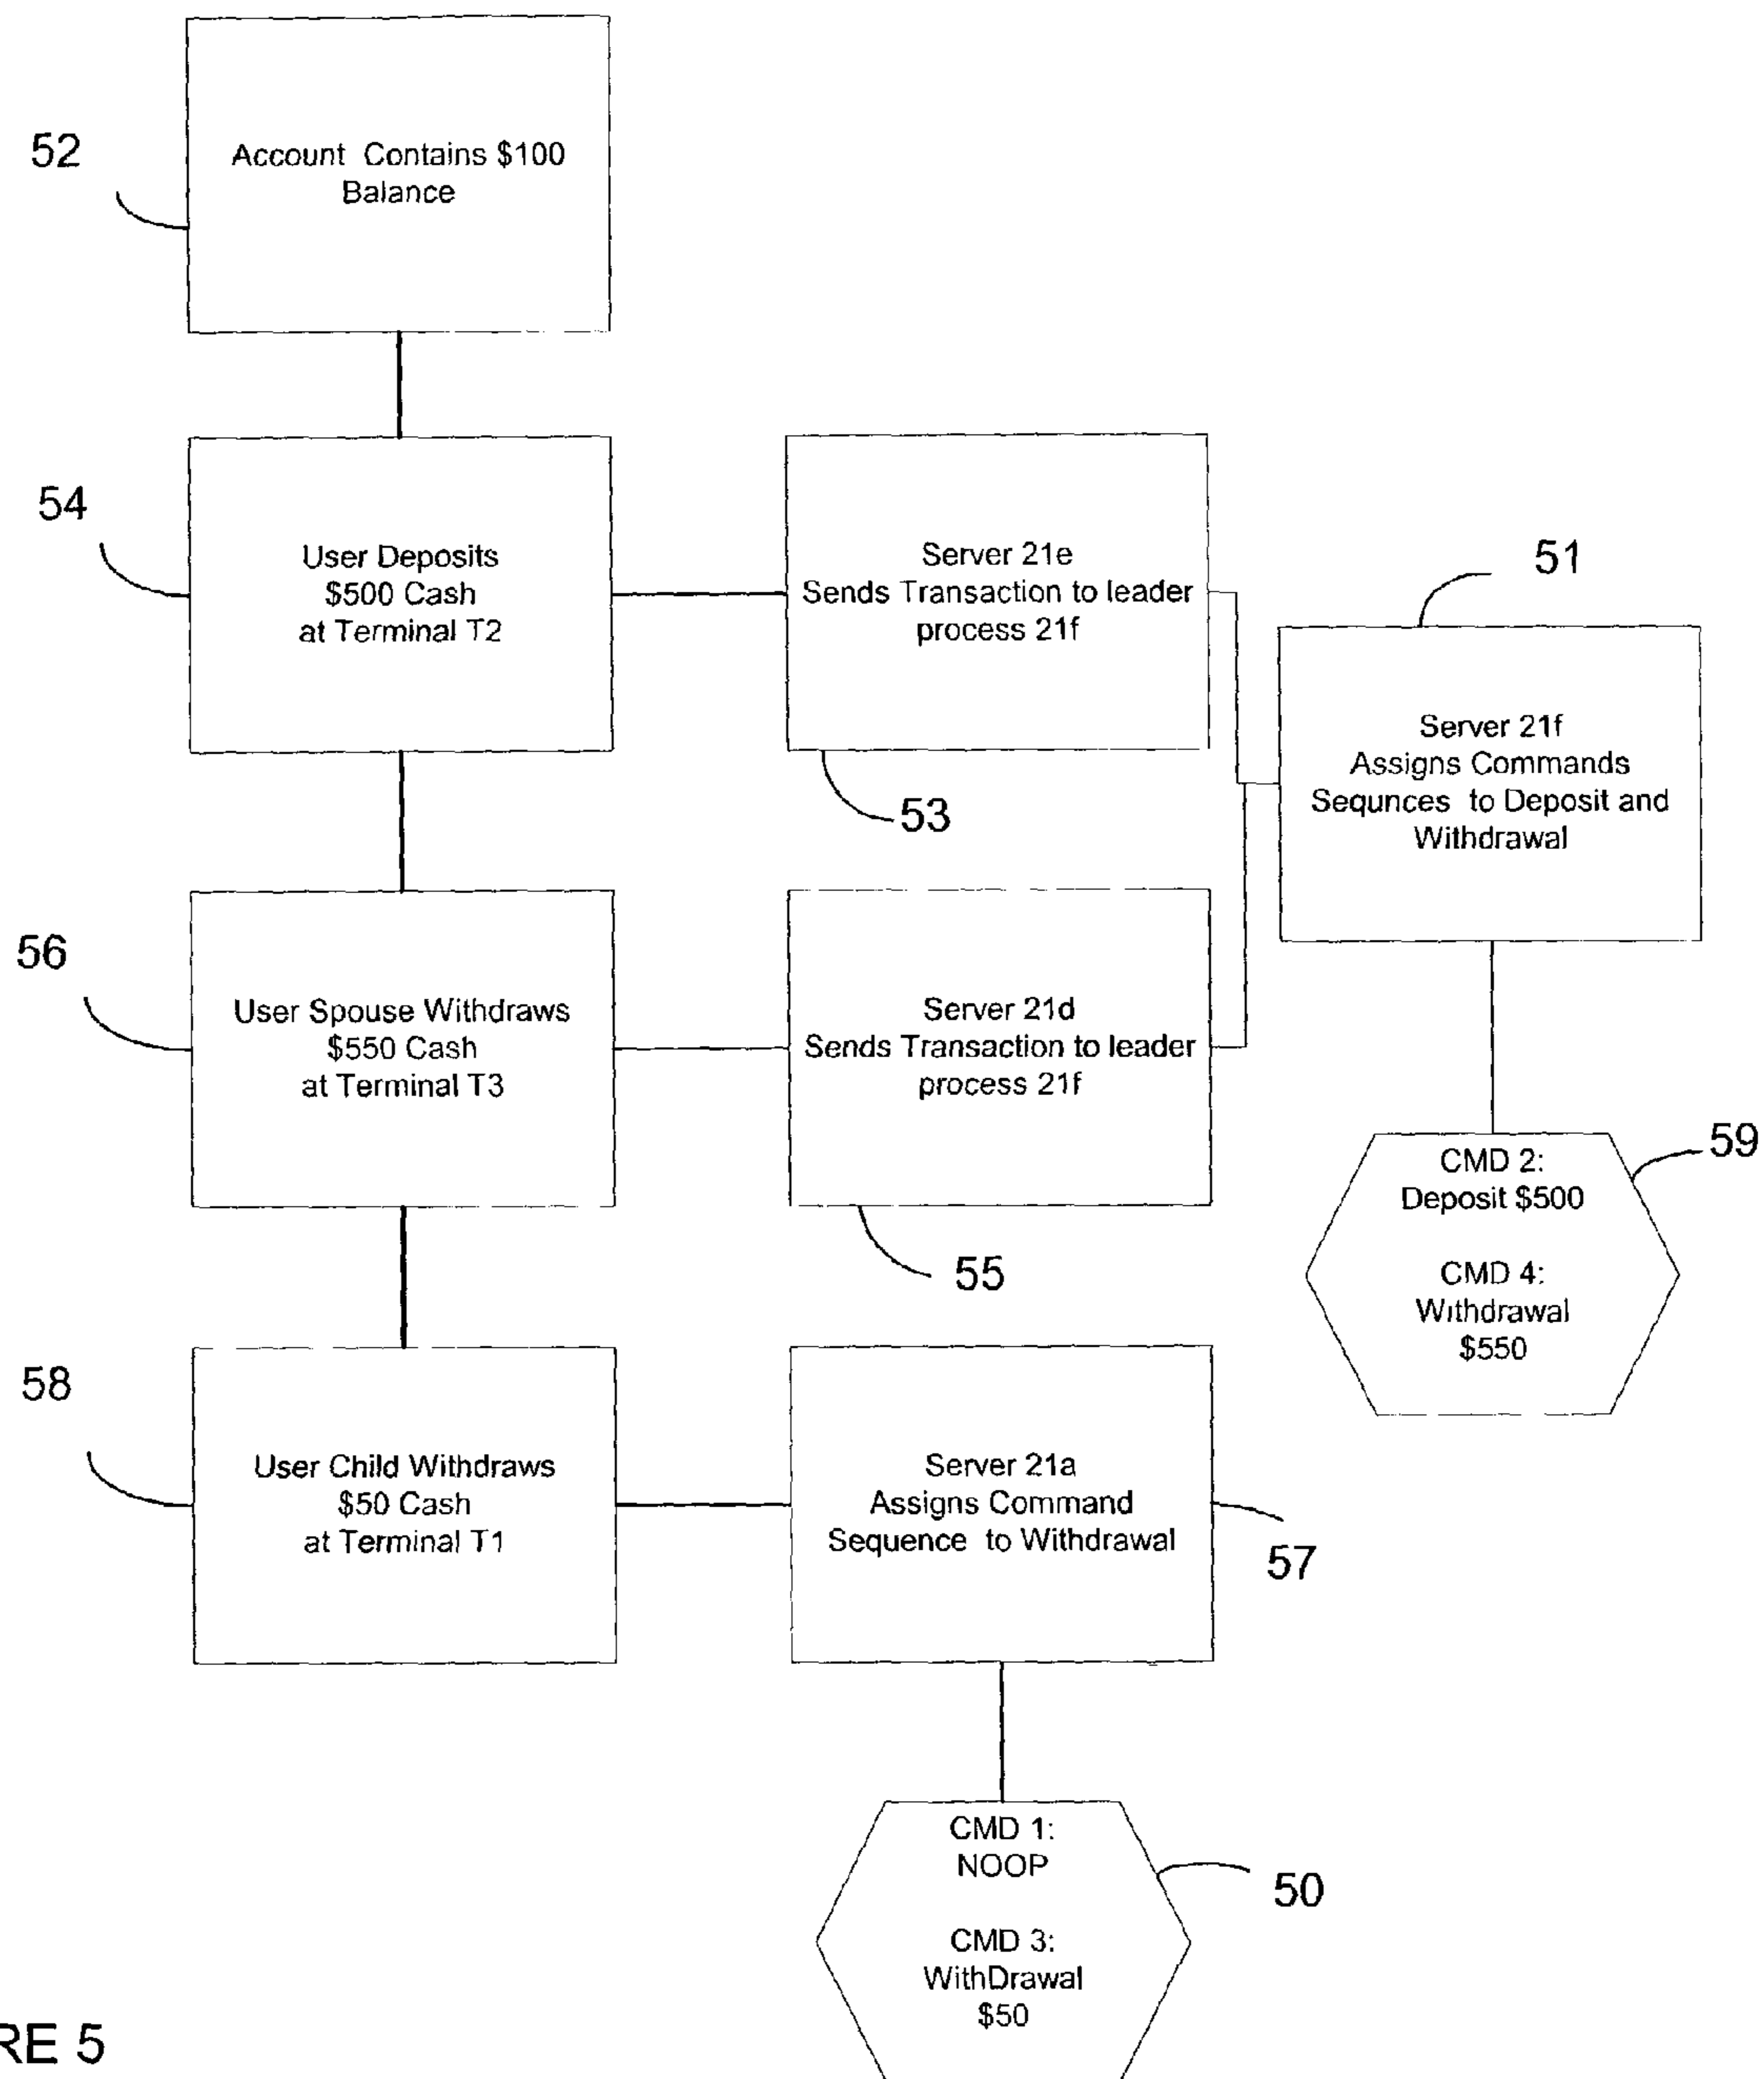 52
Account Contains $100
Balance
54
User Deposits
$500 Cash
at Terminal T2
Server 21e
Sends Transaction to leader
process 21f
53
51
Server 21f
Assigns Commands
Sequnces to Deposit and
Withdrawal
56
User Spouse Withdraws
$550 Cash
at Terminal T3
Server 21d
Sends Transaction to leader
process 21f
55
59
CMD 2:
Deposit $500
CMD 4:
Withdrawal
$550
58
User Child Withdraws
$50 Cash
at Terminal T1
Server 21a
Assigns Command
Sequence to Withdrawal
57
CMD 1:
NOOP
CMD 3:
WithDrawal
$50
50
RE 5